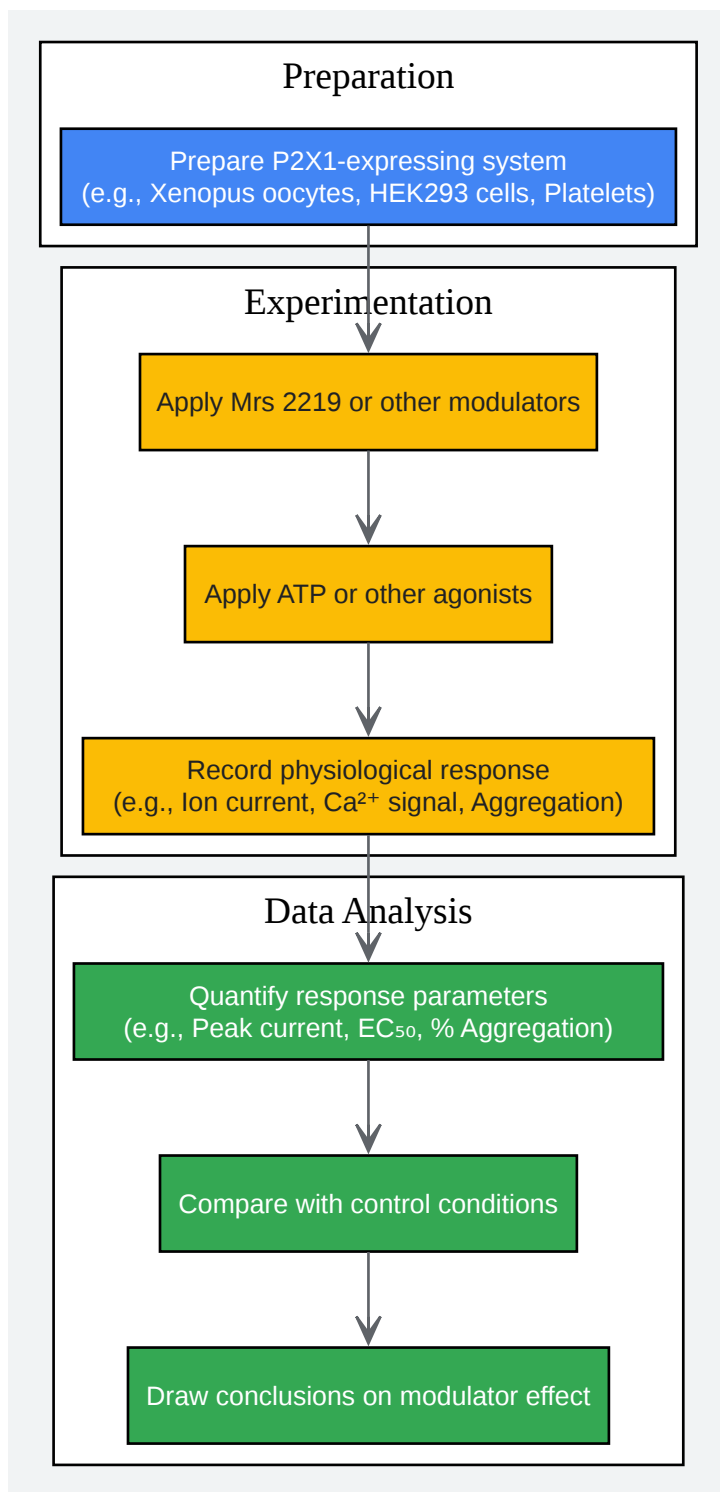 Preparation
Prepare P2X1-expressing system
(e.g., Xenopus oocytes, HEK293 cells, Platelets)
Experimentation
Apply Mrs 2219 or other modulators
Apply ATP or other agonists
Record physiological response
(e.g., Ion current, Ca²⁺ signal, Aggregation)
Data Analysis
Quantify response parameters
(e.g., Peak current, EC₅₀, % Aggregation)
Compare with control conditions
Draw conclusions on modulator effect